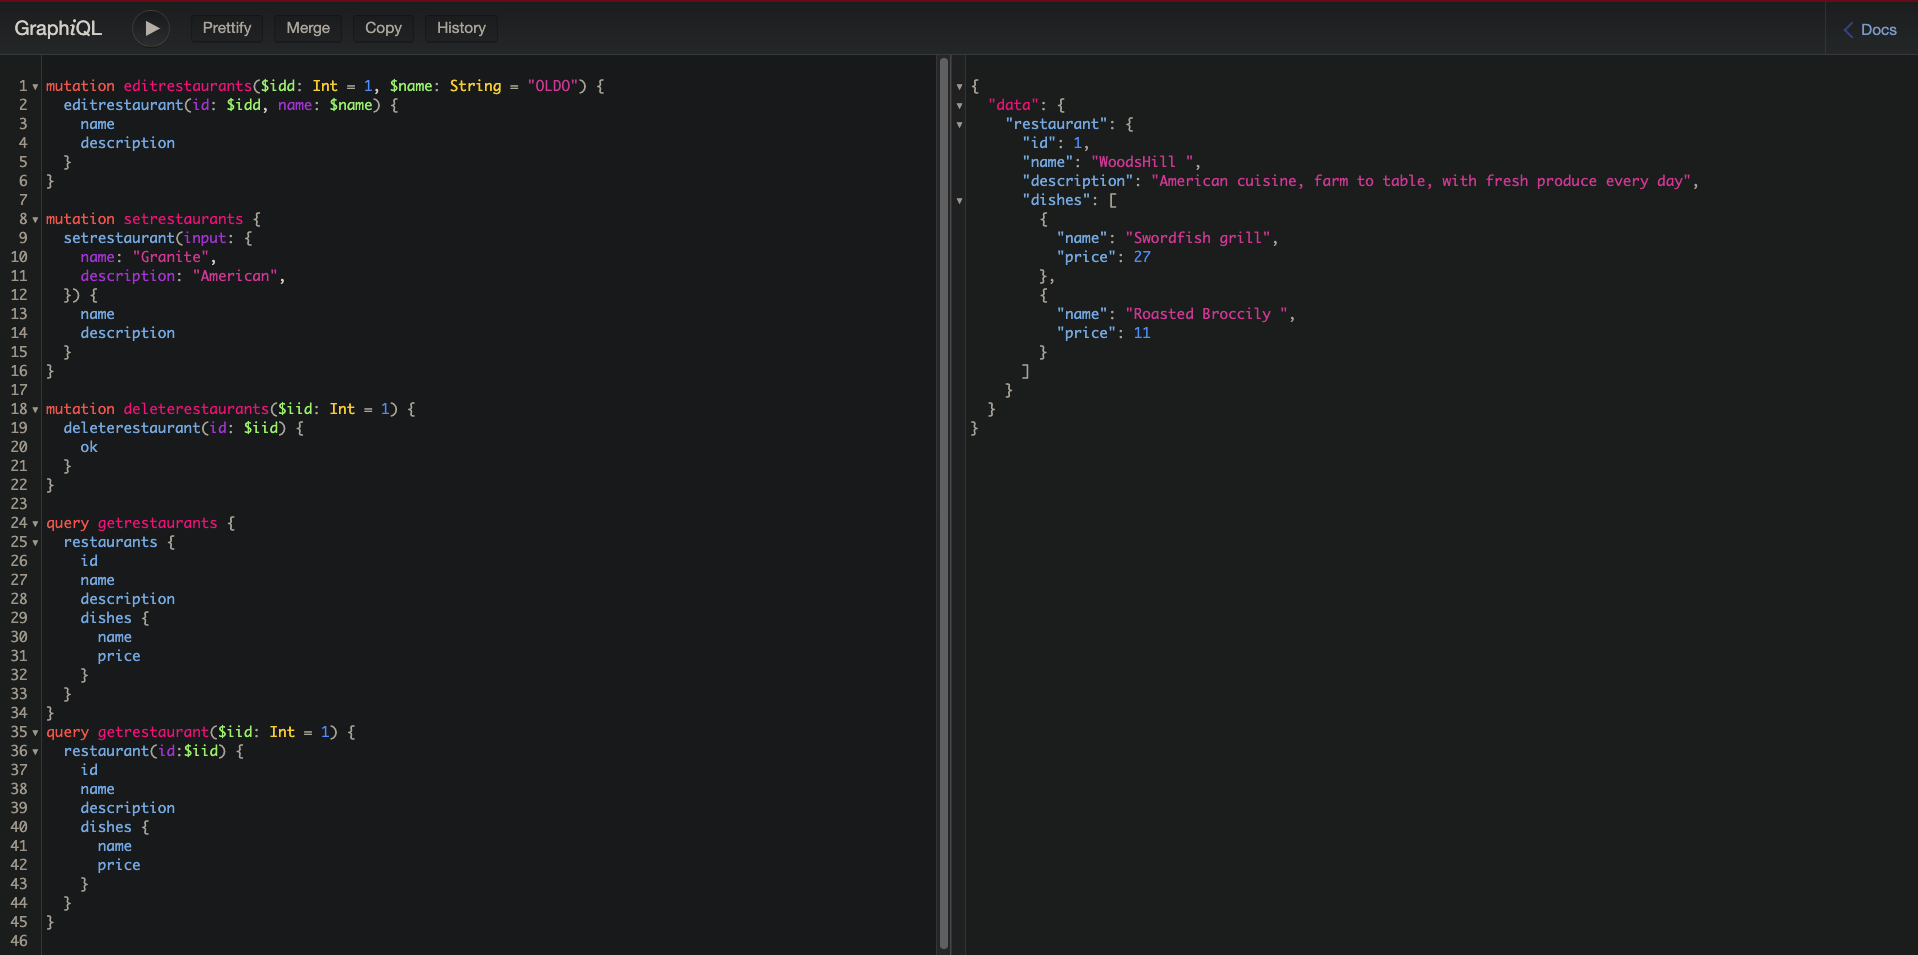 GraphiQL Prettify Merge Copy History Docs
1 mutation editrestaurants($idd: Int = 1, $name: String = "OLDO") {
2 editrestaurant(id: $idd, name: $name) {
3 name
4 description
5 }
6 }
7
8 mutation setrestaurants {
9 setrestaurant(input: {
10 name: "Granite",
11 description: "American",
12 }) {
13 name
14 description
15 }
16 }
17
18 mutation deleterestaurants($iid: Int = 1) {
19 deleterestaurant(id: $iid) {
20 ok
21 }
22 }
23
24 query getrestaurants {
25 restaurants {
26 id
27 name
28 description
29 dishes {
30 name
31 price
32 }
33 }
34 }
35 query getrestaurant($iid: Int = 1) {
36 restaurant(id:$iid) {
37 id
38 name
39 description
40 dishes {
41 name
42 price
43 }
44 }
45 }
46
{
"data": {
"restaurant": {
"id": 1,
"name": "WoodsHill ",
"description": "American cuisine, farm to table, with fresh produce every day",
"dishes": [
{
"name": "Swordfish grill",
"price": 27
},
{
"name": "Roasted Broccily ",
"price": 11
}
]
}
}
}